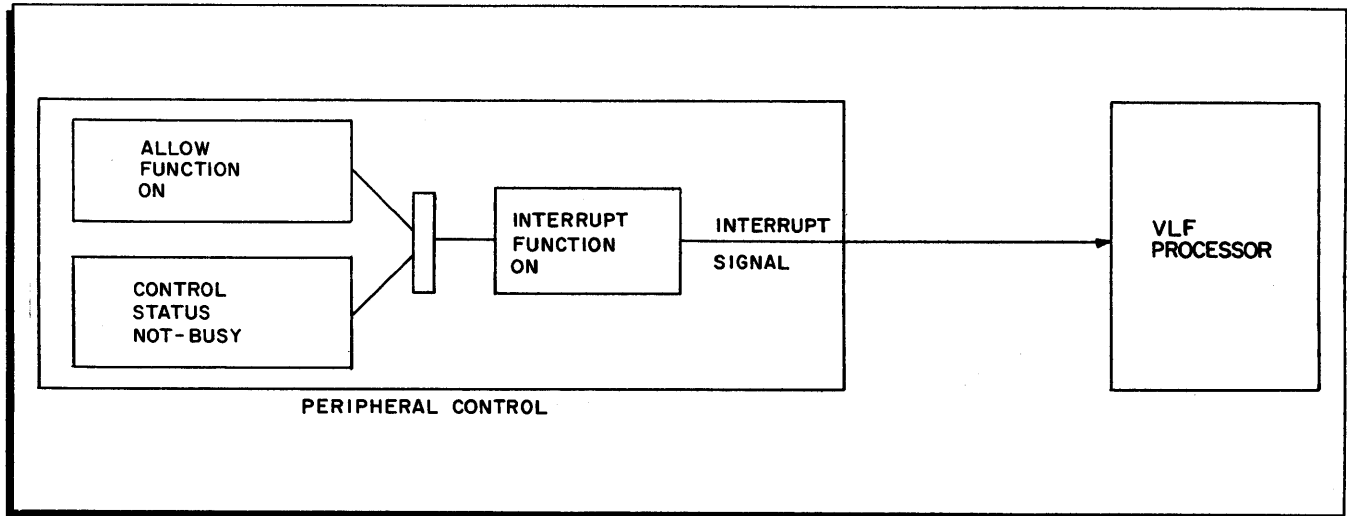 ALLOW
FUNCTION
ON
CONTROL
STATUS
NOT-BUSY
INTERRUPT
FUNCTION
ON
INTERRUPT
SIGNAL
VLF
PROCESSOR
PERIPHERAL CONTROL